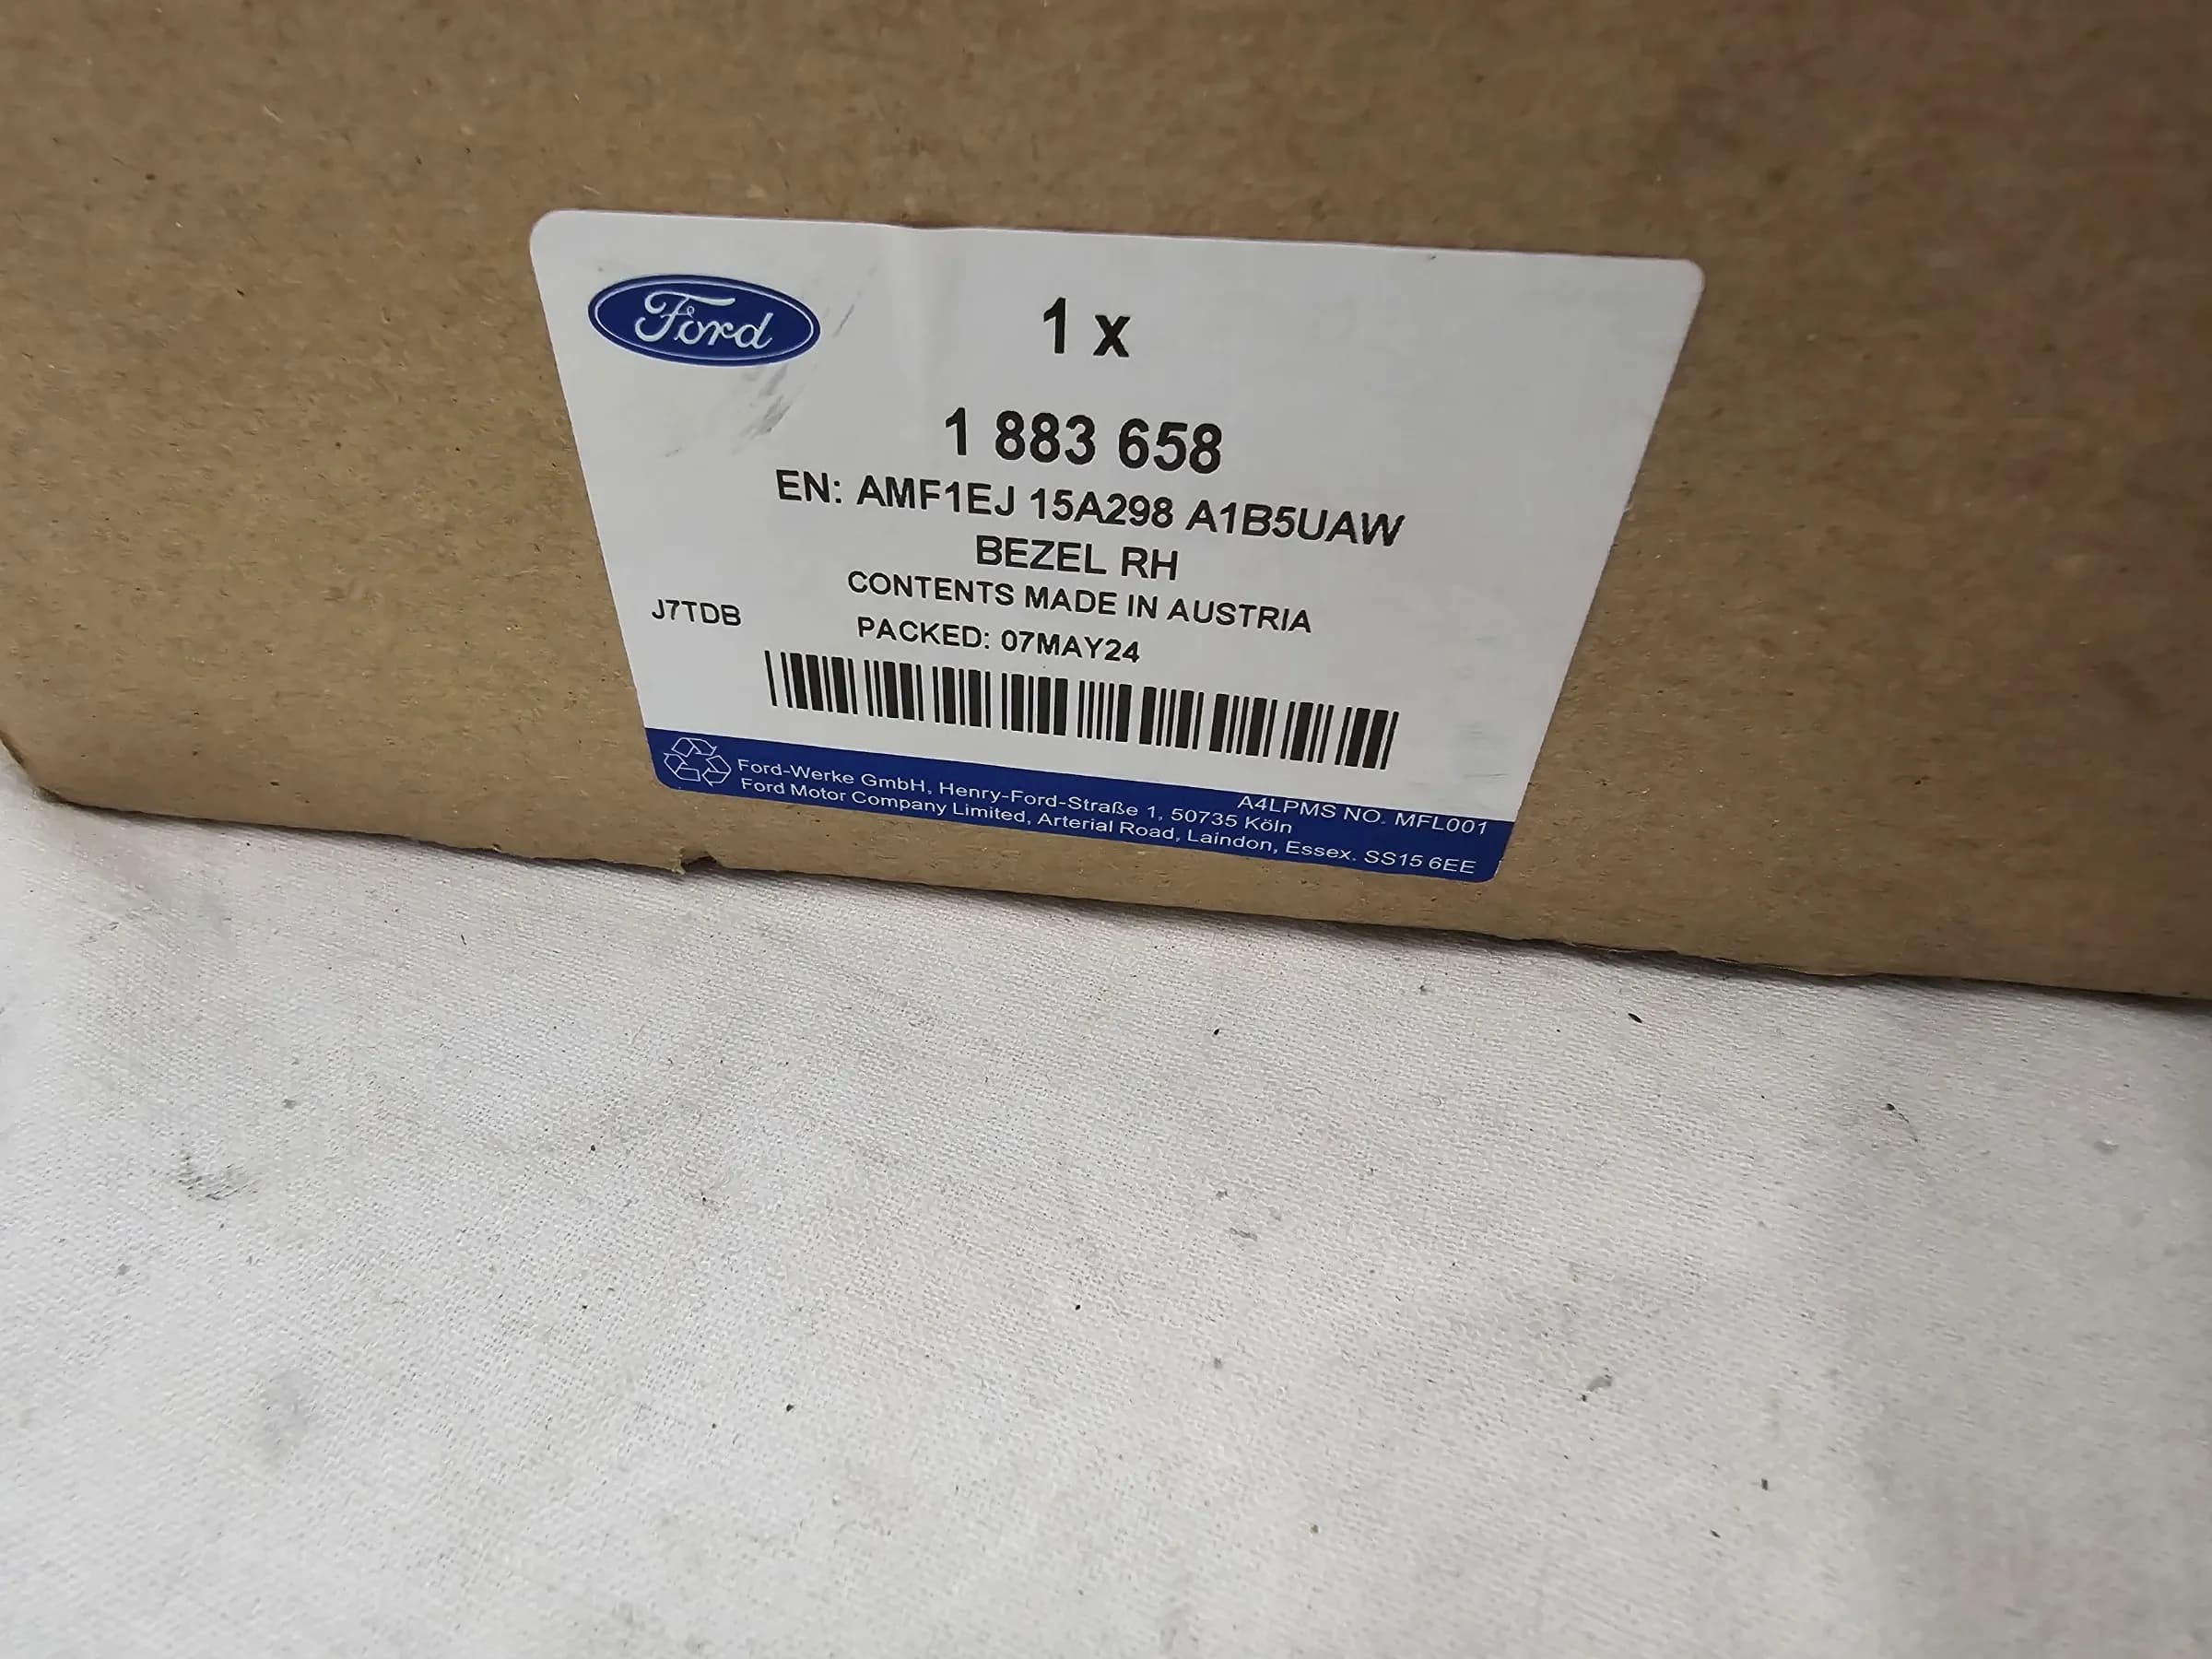 Ford
1 x
1 883 658
EN: AMF1EJ 15A298 A1B5UAW
BEZEL RH
CONTENTS MADE IN AUSTRIA
J7TDB
PACKED: 07MAY24
A4LPMS NO. MFL001
Ford-Werke GmbH, Henry-Ford-Straße 1, 50735 Köln
Ford Motor Company Limited, Arterial Road, Laindon, Essex. SS15 6EE